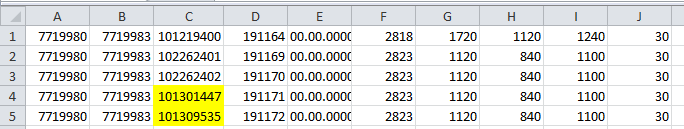 A B C D E F G H I J
1 7719980 7719983 101219400 191164 00.00.0000 2818 1720 1120 1240 30
2 7719980 7719983 102262401 191169 00.00.0000 2823 1120 840 1100 30
3 7719980 7719983 102262402 191170 00.00.0000 2823 1120 840 1100 30
4 7719980 7719983 101301447 191171 00.00.0000 2823 1120 840 1100 30
5 7719980 7719983 101309535 191172 00.00.0000 2823 1120 840 1100 30